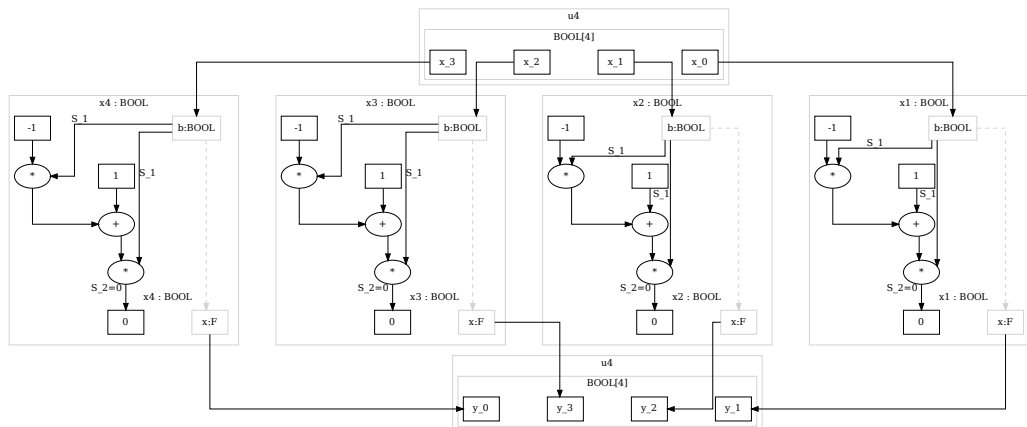 u4
BOOL[4]
x_3 x_2 x_1 x_0
x4 : BOOL x3 : BOOL x2 : BOOL x1 : BOOL
-1 S_1 b:BOOL -1 S_1 b:BOOL -1 b:BOOL -1 b:BOOL
S_1 S_1
* 1 S_1 * 1 S_1 * 1 * 1
S_1 S_1
+ + + +
* * * *
S_2=0 S_2=0 S_2=0 S_2=0
x4 : BOOL x3 : BOOL x2 : BOOL x1 : BOOL
0 x:F 0 x:F 0 x:F 0 x:F
u4
BOOL[4]
y_0 y_3 y_2 y_1